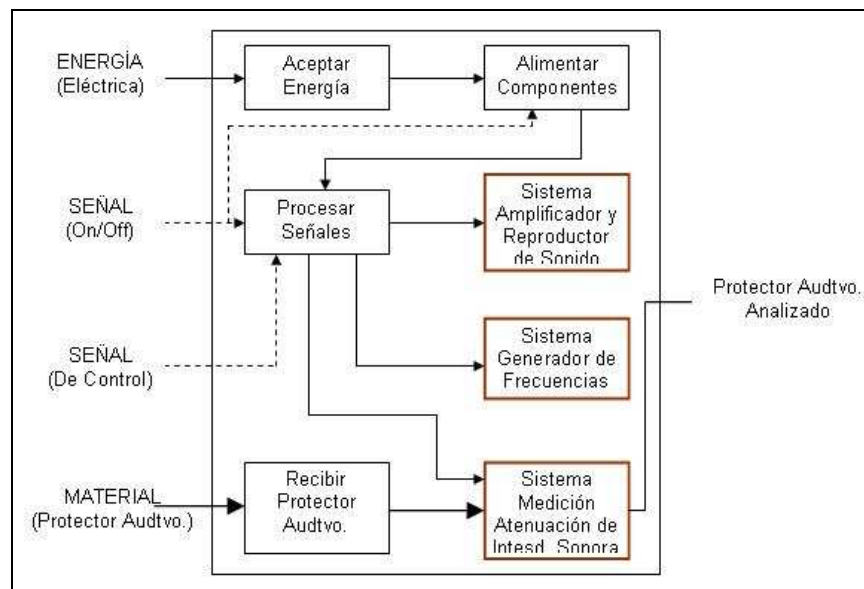 ENERGÍA
(Eléctrica)
Aceptar
Energía
Alimentar
Componentes
SEÑAL
(On/Off)
Procesar
Señales
Sistema
Amplificador y
Reproductor
de Sonido
Protector Audtvo.
Analizado
SEÑAL
(De Control)
Sistema
Generador de
Frecuencias
MATERIAL
(Protector Audtvo.)
Recibir
Protector
Audtvo.
Sistema
Medición
Atenuación de
Intesd. Sonora